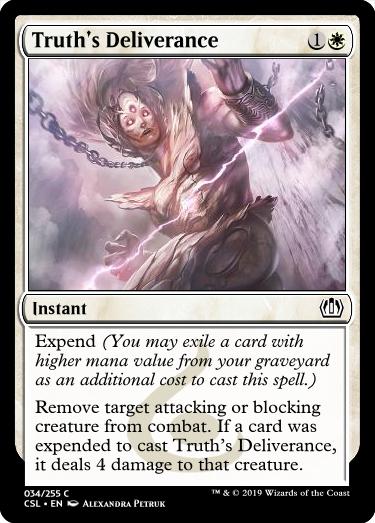 Truth's Deliverance 1
Instant
Expend (You may exile a card with
higher mana value from your graveyard
as an additional cost to cast this spell.)
Remove target attacking or blocking
creature from combat. If a card was
expended to cast Truth's Deliverance,
it deals 4 damage to that creature.
034/255 C
CSL • EN Alexandra Petruk
™ & © 2019 Wizards of the Coast